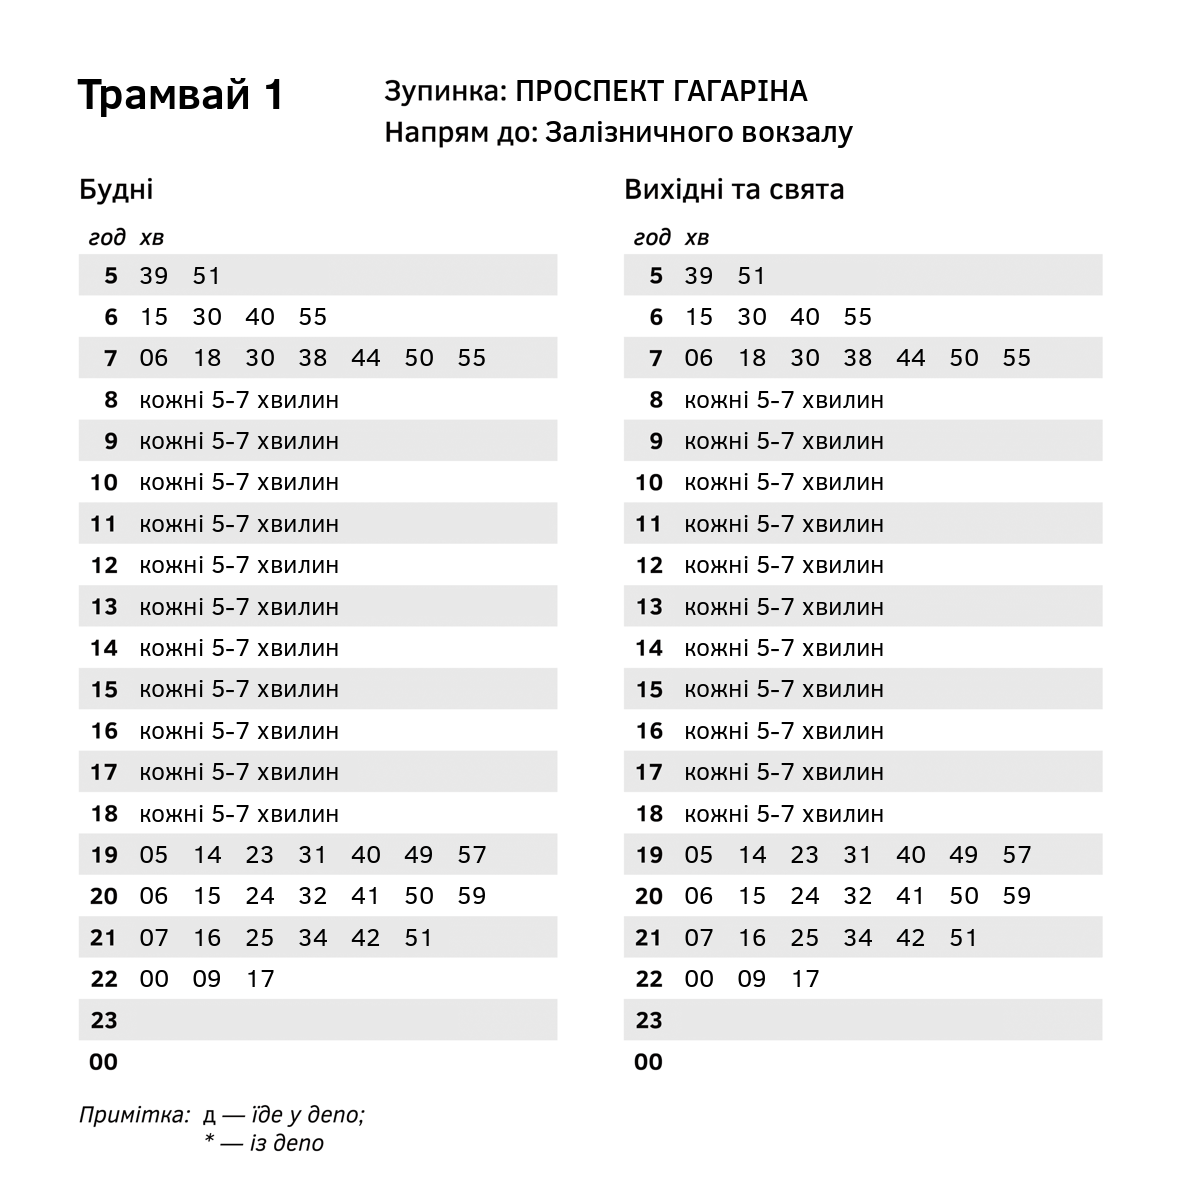 Трамвай 1
Зупинка: ПРОСПЕКТ ГАГАРІНА
Напрям до: Залізничного вокзалу
Будні
год хв
5 39 51
6 15 30 40 55
7 06 18 30 38 44 50 55
8 кожні 5-7 хвилин
9 кожні 5-7 хвилин
10 кожні 5-7 хвилин
11 кожні 5-7 хвилин
12 кожні 5-7 хвилин
13 кожні 5-7 хвилин
14 кожні 5-7 хвилин
15 кожні 5-7 хвилин
16 кожні 5-7 хвилин
17 кожні 5-7 хвилин
18 кожні 5-7 хвилин
19 05 14 23 31 40 49 57
20 06 15 24 32 41 50 59
21 07 16 25 34 42 51
22 00 09 17
23
00
Вихідні та свята
год хв
5 39 51
6 15 30 40 55
7 06 18 30 38 44 50 55
8 кожні 5-7 хвилин
9 кожні 5-7 хвилин
10 кожні 5-7 хвилин
11 кожні 5-7 хвилин
12 кожні 5-7 хвилин
13 кожні 5-7 хвилин
14 кожні 5-7 хвилин
15 кожні 5-7 хвилин
16 кожні 5-7 хвилин
17 кожні 5-7 хвилин
18 кожні 5-7 хвилин
19 05 14 23 31 40 49 57
20 06 15 24 32 41 50 59
21 07 16 25 34 42 51
22 00 09 17
23
00
Примітка: д — їде у депо;
* — із депо